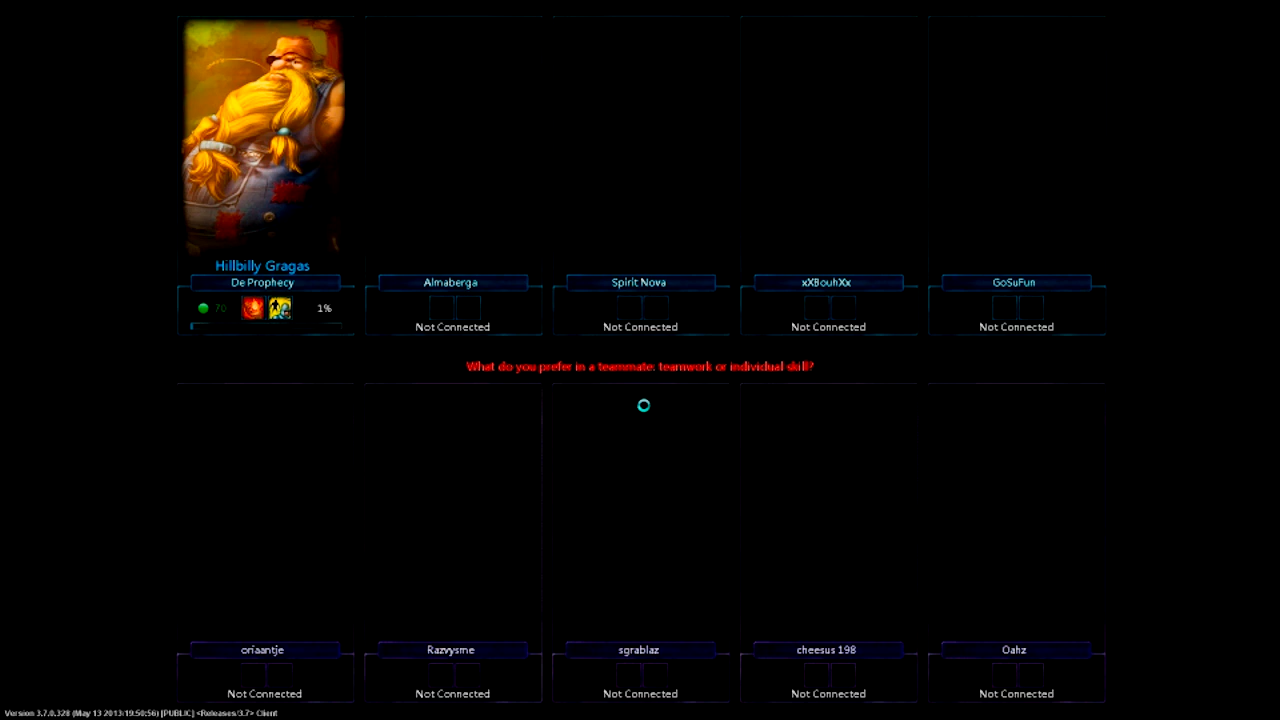 Hillbilly Gragas
De Prophecy
Almaberga
Spirit Nova
xXBouhXx
GoSuFun
70
1%
Not Connected
Not Connected
Not Connected
Not Connected
What do you prefer in a teammate: teamwork or individual skill?
oriaantje
Razvysme
sgrablaz
cheesus 198
Oahz
Not Connected
Not Connected
Not Connected
Not Connected
Not Connected
Version 3.7.0.328 (May 13 2013/19:50:56) [PUBLIC] <Releases/3.7> Client